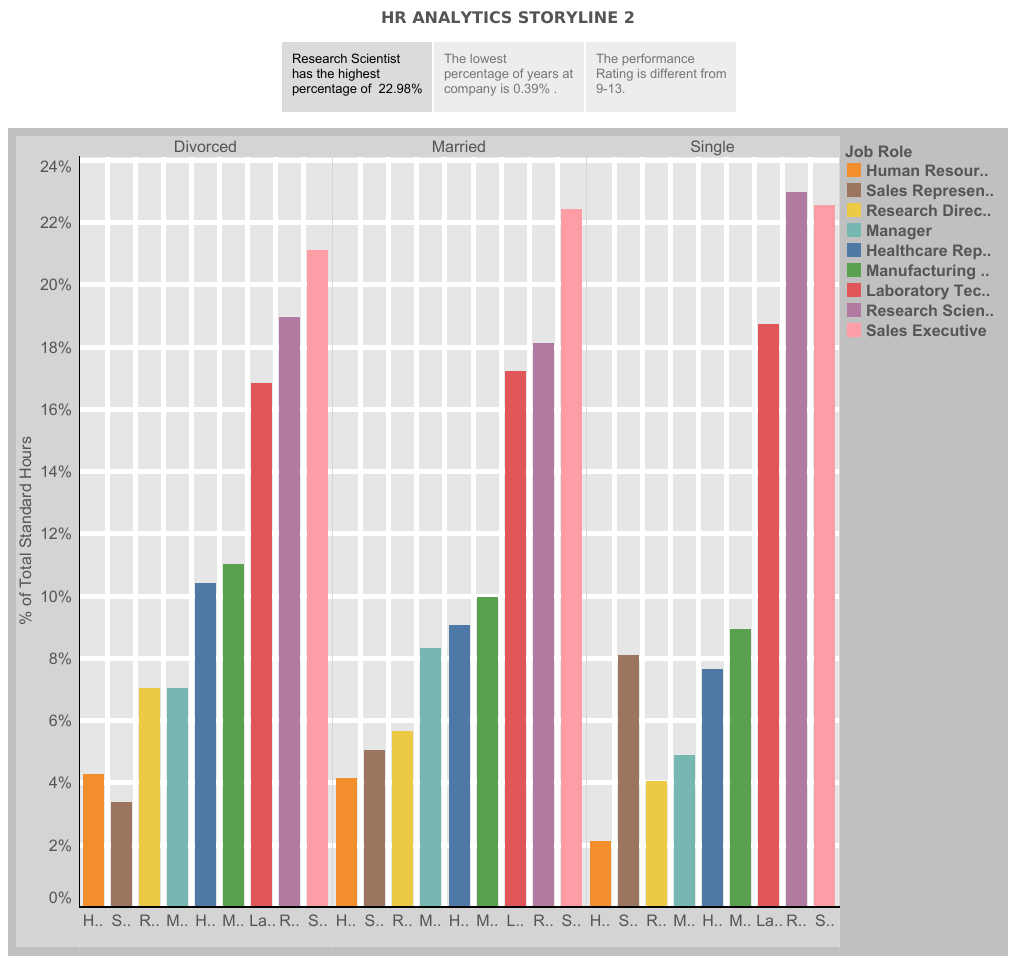 HR ANALYTICS STORYLINE 2
Research Scientist
has the highest
percentage of 22.98%
The lowest
percentage of years at
company is 0.39% .
The performance
Rating is different from
9-13.
Divorced
Married
Single
24%
22%
20%
18%
16%
14%
12%
10%
8%
6%
4%
2%
0%
% of Total Standard Hours
H.. S.. R.. M.. H.. M.. La.. R.. S.. H.. S.. R.. M.. H.. M.. L.. R.. S.. H.. S.. R.. M.. H.. M.. La.. R.. S..
Job Role
Human Resour..
Sales Represen..
Research Direc..
Manager
Healthcare Rep..
Manufacturing ..
Laboratory Tec..
Research Scien..
Sales Executive